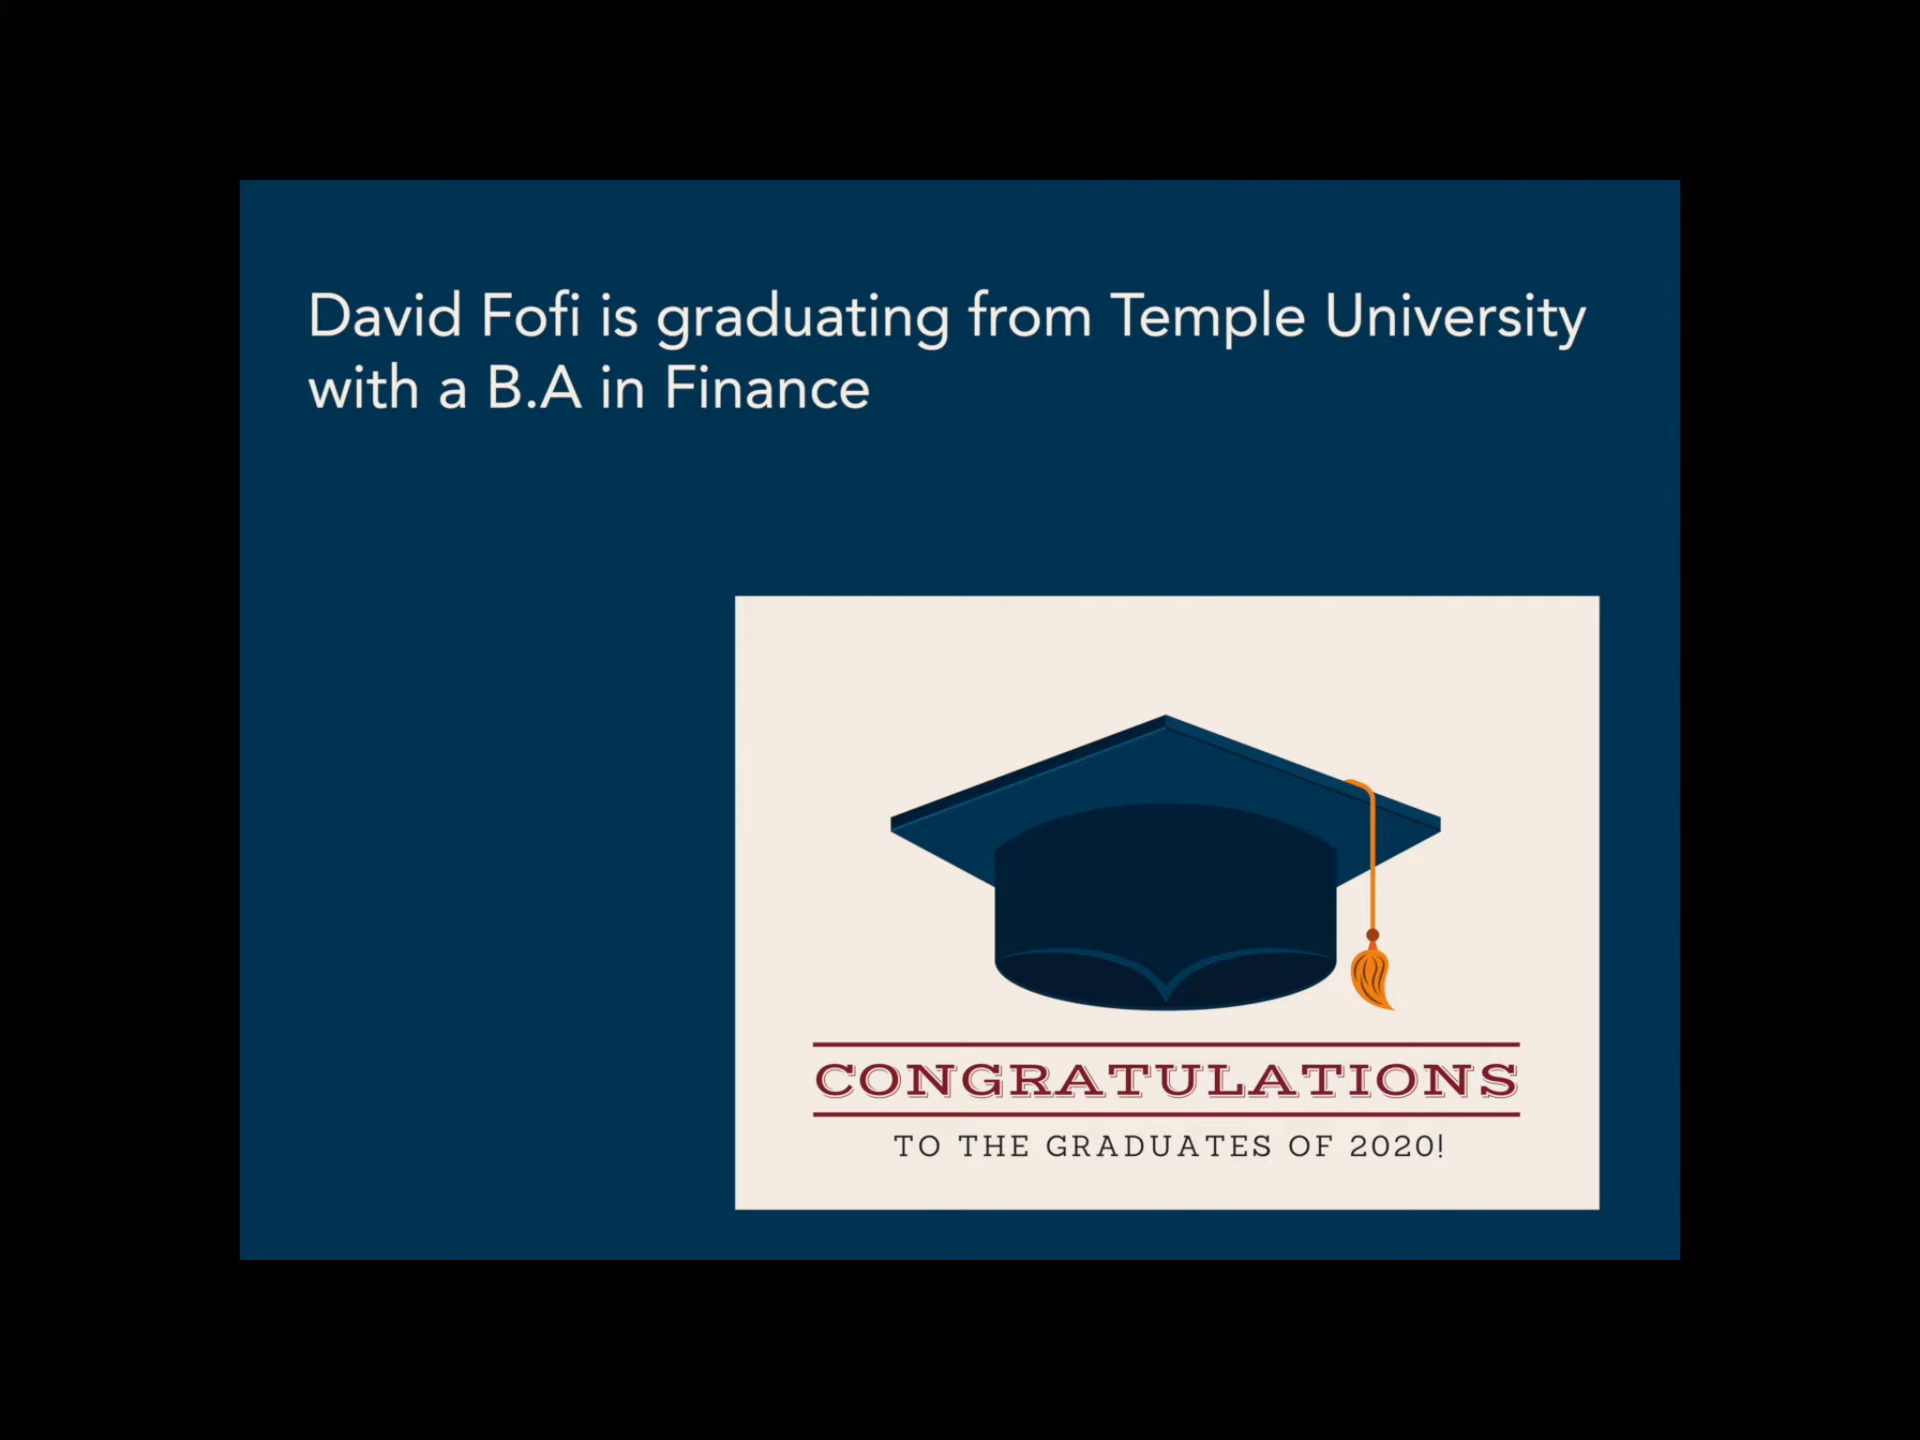 David Fofi is graduating from Temple University
with a B.A in Finance
CONGRATULATIONS
TO THE GRADUATES OF 2020!